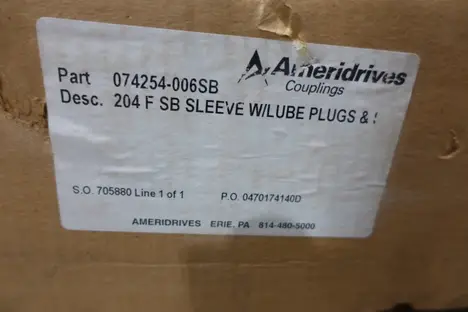 Ameridrives
Couplings
Part 074254-006SB
Desc. 204 F SB SLEEVE W/LUBE PLUGS &
S.O. 705880 Line 1 of 1 P.O. 0470174140D
AMERIDRIVES ERIE, PA 814-480-5000